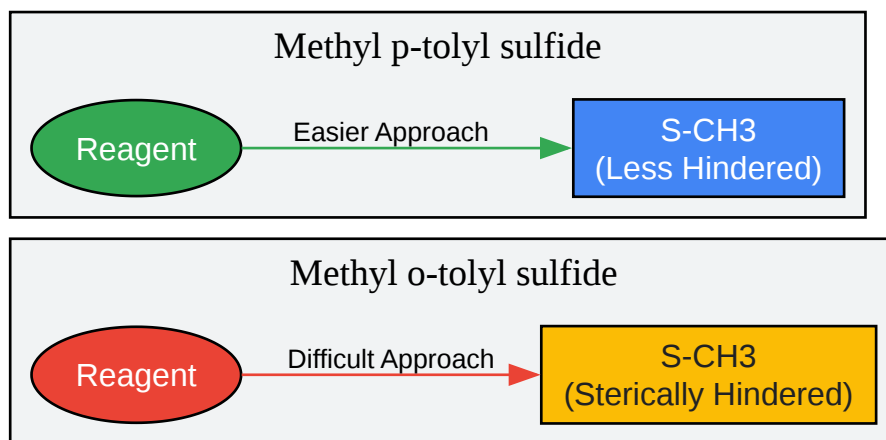 Methyl p-tolyl sulfide
Reagent
Easier Approach
S-CH3
(Less Hindered)
Methyl o-tolyl sulfide
Reagent
Difficult Approach
S-CH3
(Sterically Hindered)